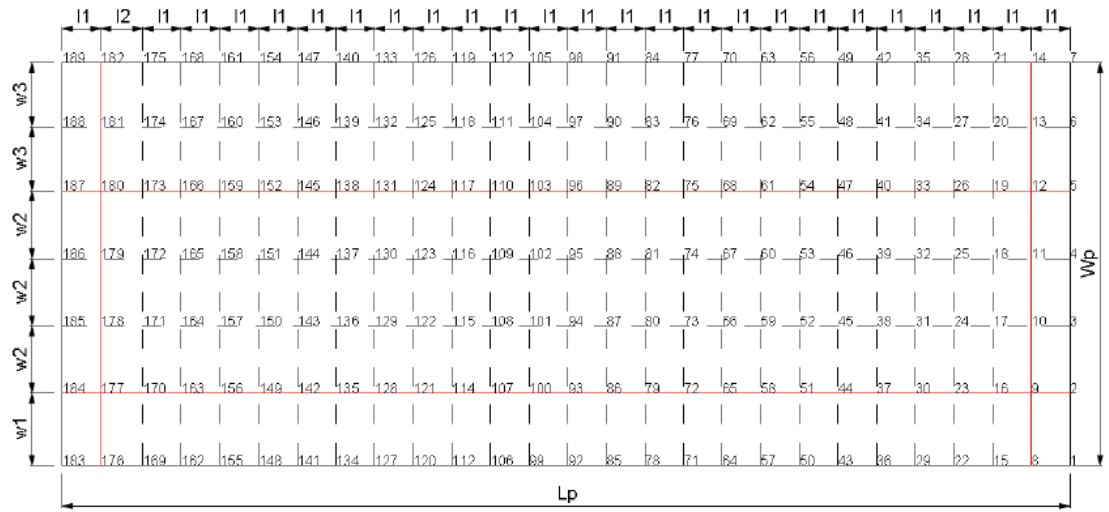 l1 l2 l1 l1 l1 l1 l1 l1 l1 l1 l1 l1 l1 l1 l1 l1 l1 l1 l1 l1 l1 l1 l1 l1 l1 l1
189 182 175 168 161 154 147 140 133 126 119 112 105 98 91 84 77 70 63 56 49 42 35 28 21 14 7
w3
188 181 174 167 160 153 146 139 132 125 118 111 104 97 90 83 76 69 62 55 48 41 34 27 20 13 6
w3
187 180 173 166 159 152 145 138 131 124 117 110 103 96 89 82 75 68 61 54 47 40 33 26 19 12 5
w2
186 179 172 165 158 151 144 137 130 123 116 109 102 95 88 81 74 67 60 53 46 39 32 25 18 11 4
Wp
w2
185 178 171 164 157 150 143 136 129 122 115 108 101 94 87 80 73 66 59 52 45 38 31 24 17 10 3
w2
184 177 170 163 156 149 142 135 128 121 114 107 100 93 86 79 72 65 58 51 44 37 30 23 16 9 2
w1
183 176 169 162 155 148 141 134 127 120 112 106 99 92 85 78 71 64 57 50 43 36 29 22 15 8 1
Lp